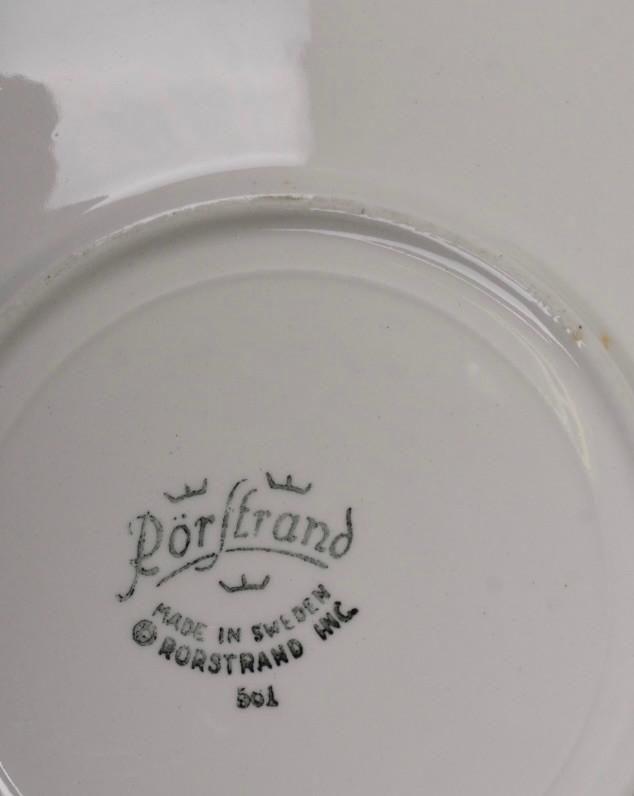 Rörstrand
MADE IN SWEDEN
© RORSTRAND INC.
501